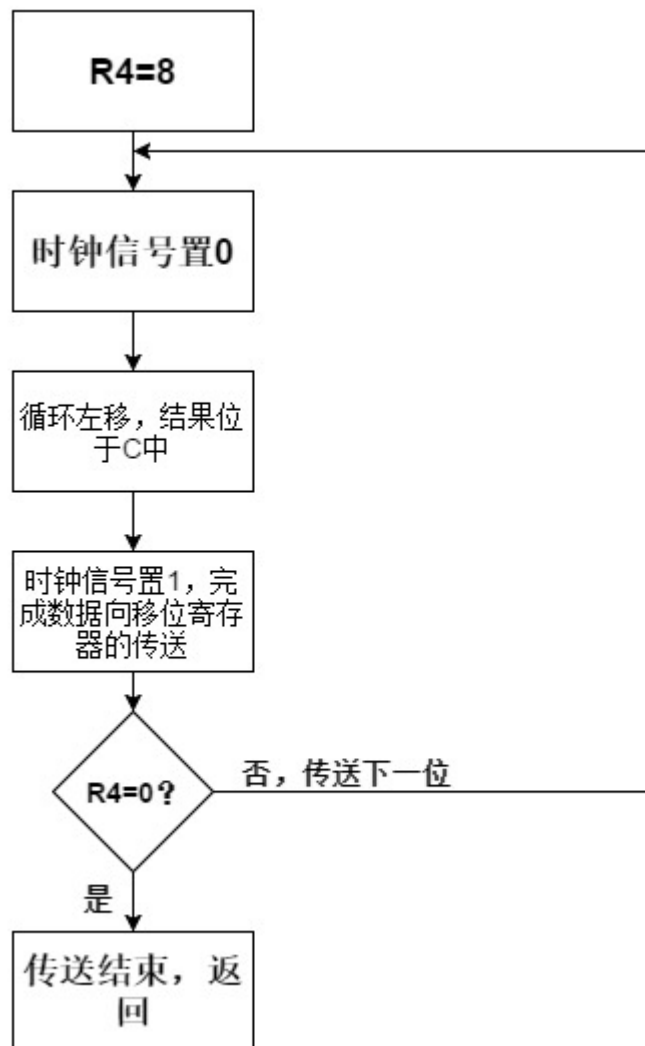 R4=8
时钟信号置0
循环左移，结果位
于C中
时钟信号置1，完
成数据向移位寄存
器的传送
R4=0？
否，传送下一位
是
传送结束，返
回